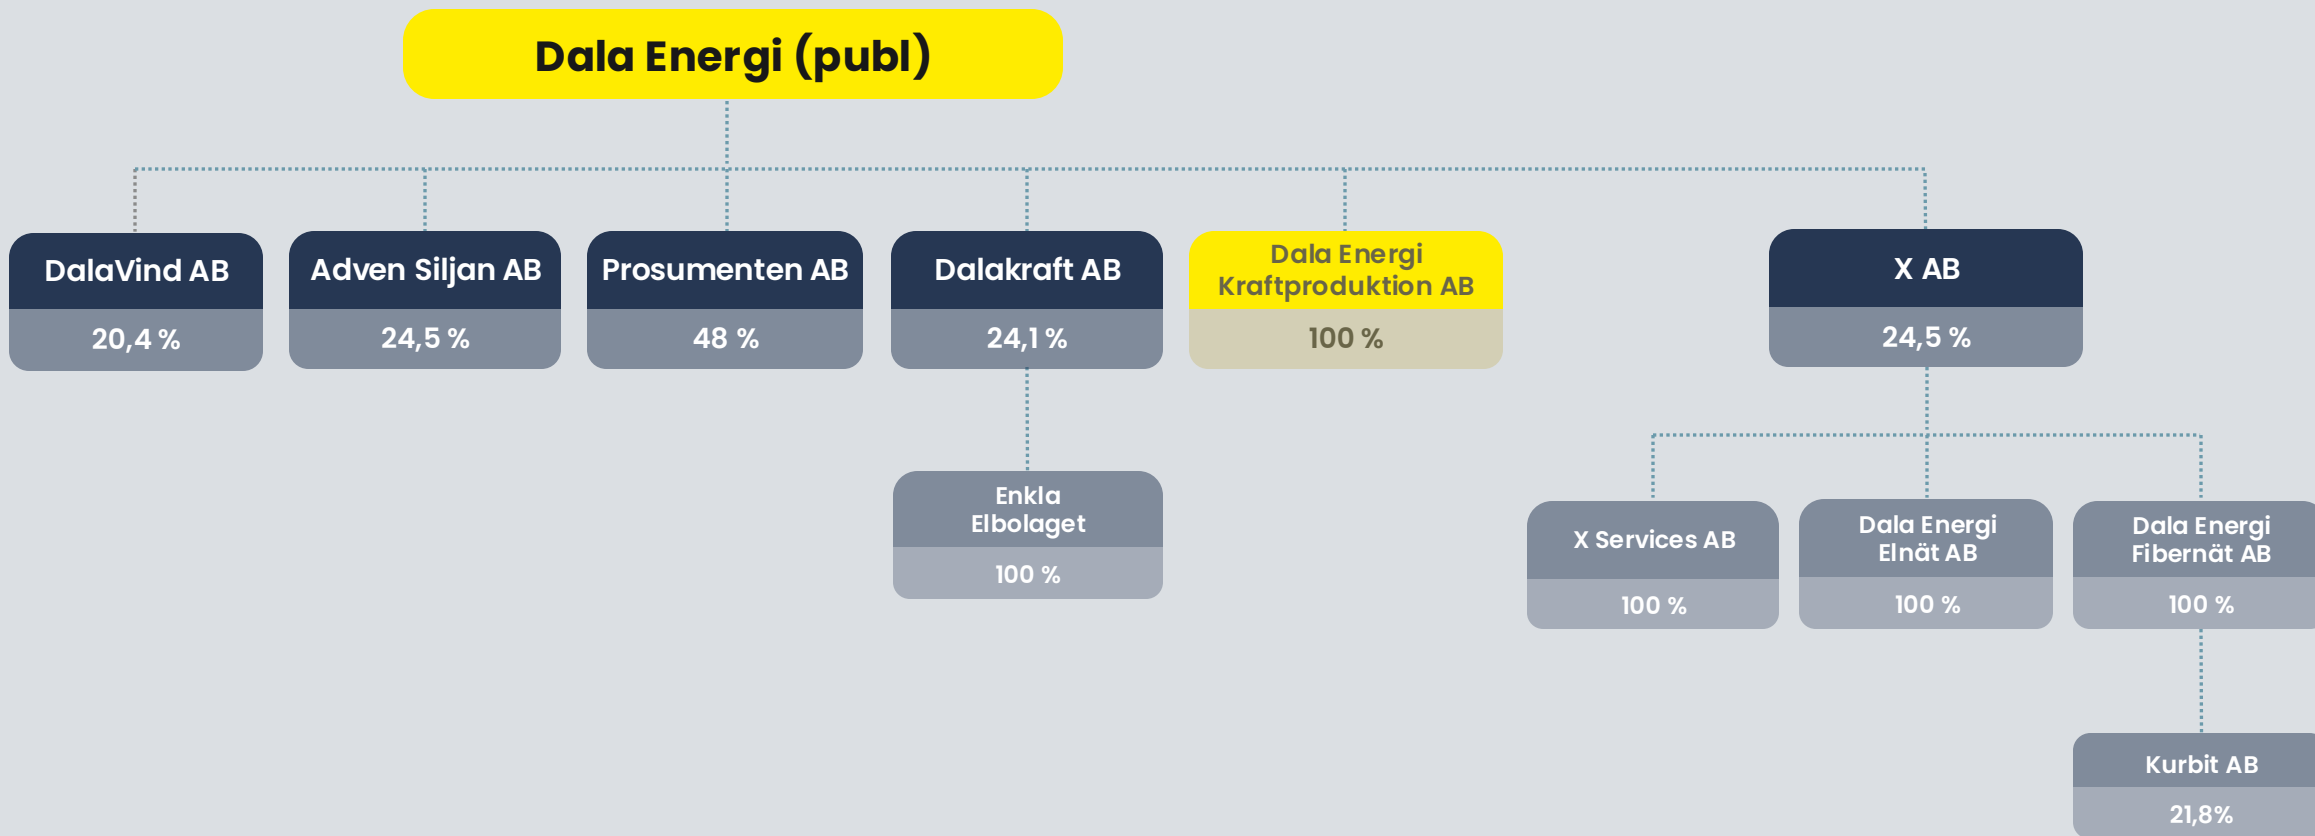 Dala Energi (publ)
DalaVind AB
20,4 %
Adven Siljan AB
24,5 %
Prosumenten AB
48 %
Dalakraft AB
24,1 %
Dala Energi
Kraftproduktion AB
100 %
X AB
24,5 %
Enkla
Elbolaget
100 %
X Services AB
100 %
Dala Energi
Elnät AB
100 %
Dala Energi
Fibernät AB
100 %
Kurbit AB
21,8%